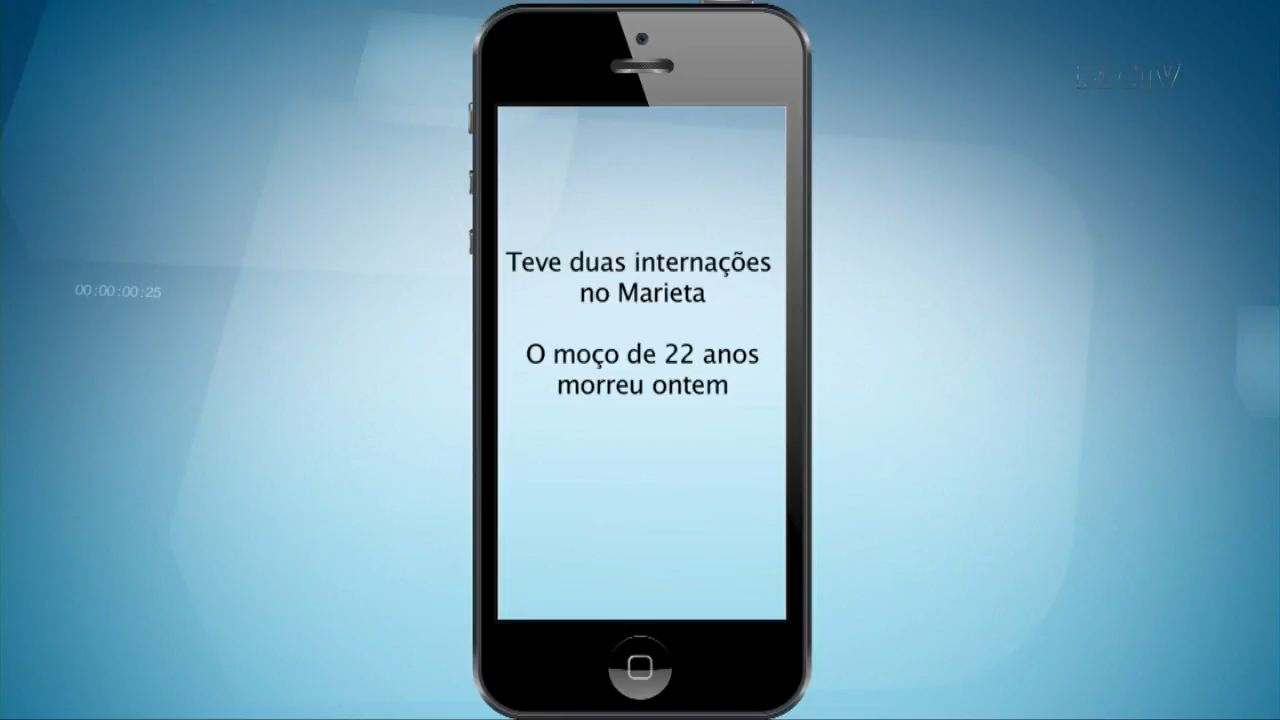 00:00:00:25
Teve duas internações
no Marieta
O moço de 22 anos
morreu ontem